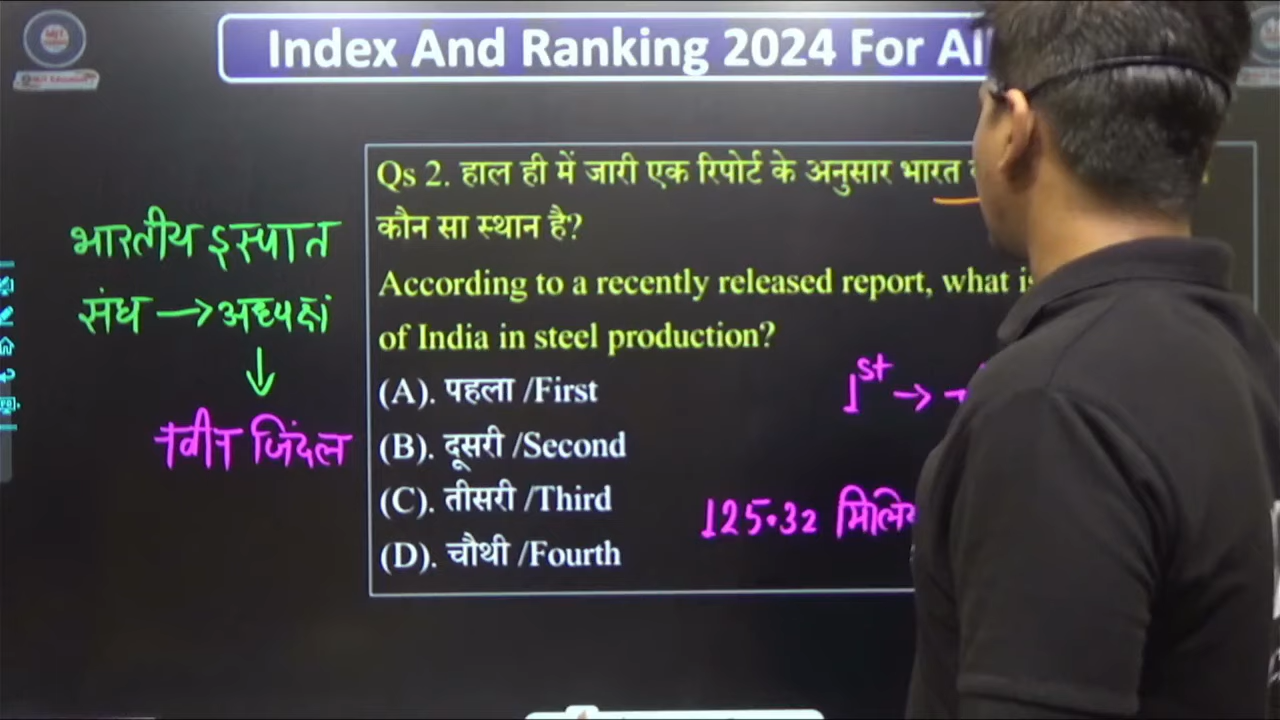 Index And Ranking 2024 For
Qs 2. हाल ही में जारी एक रिपोर्ट के अनुसार भारत
कौन सा स्थान है?
According to a recently released report, what is
of India in steel production?
(A). पहला /First
(B). दूसरी /Second
(C). तीसरी /Third
(D). चौथी /Fourth
भारतीय इस्पात
संघ → अध्यक्ष
↓
नवीन जिंदल
1st →
125.32